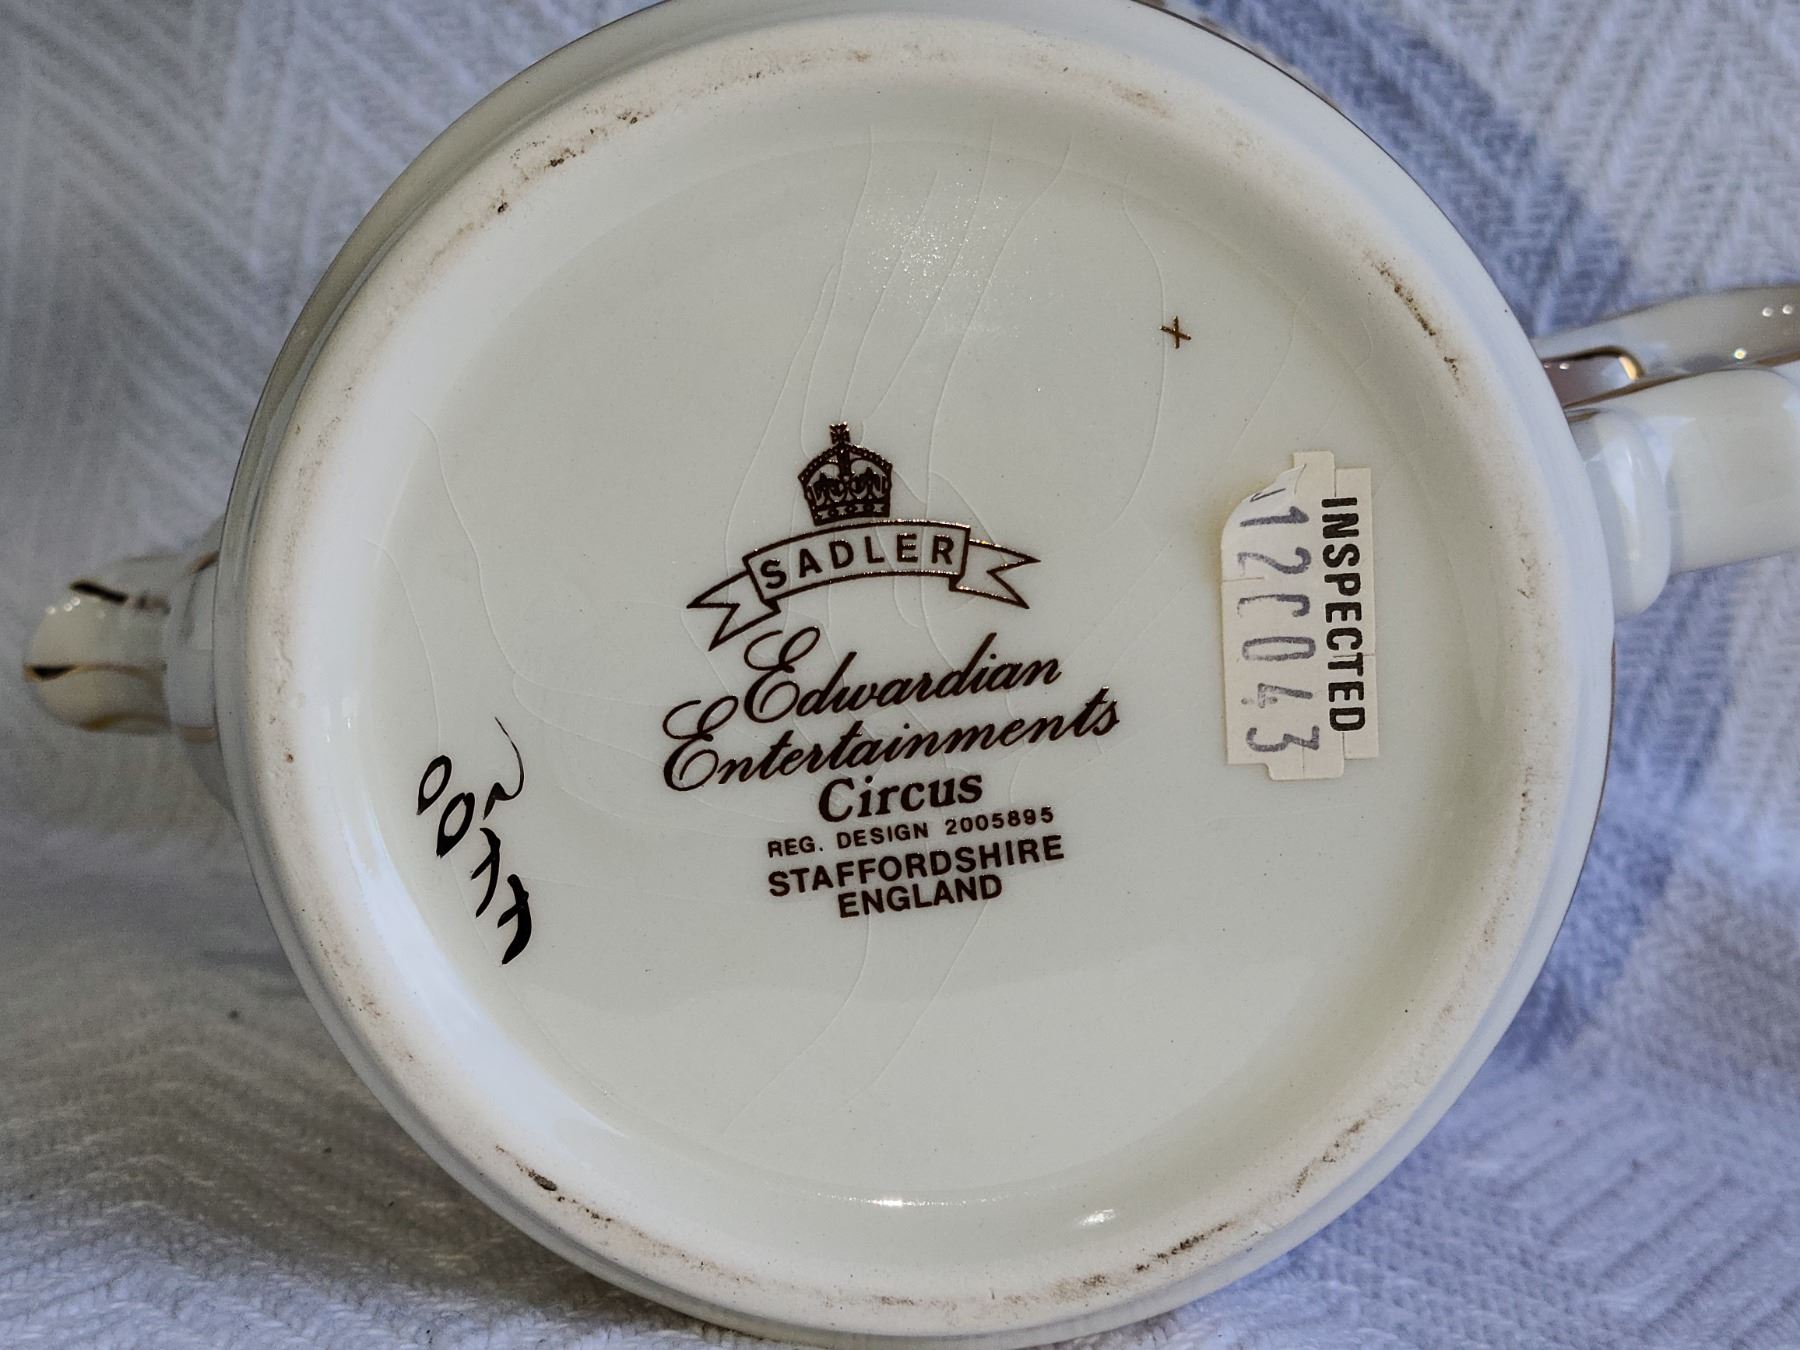 SADLER
Edwardian
Entertainments
Circus
REG. DESIGN 2005895
STAFFORDSHIRE
ENGLAND
INSPECTED
12C043
x